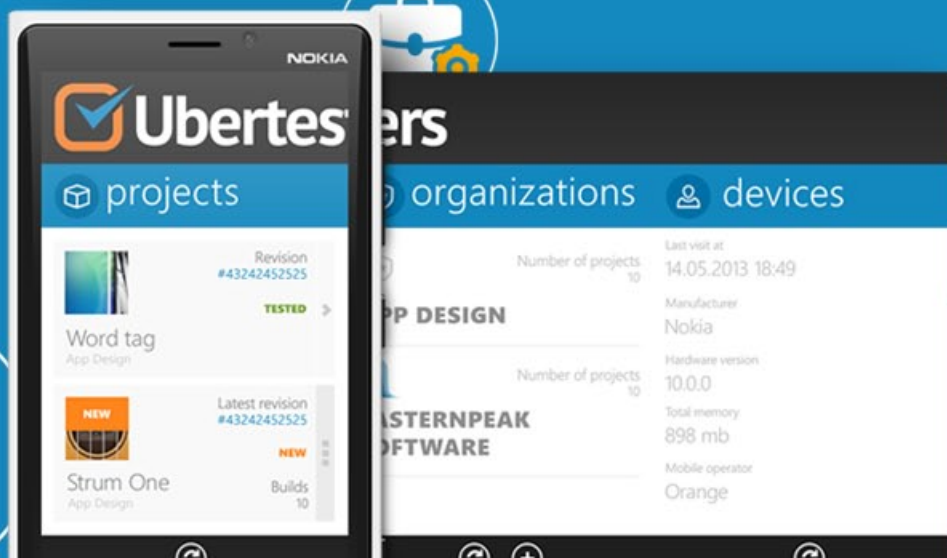 NOKIA
Ubertes
ers
projects
organizations
devices
Revision
#43242452525
TESTED
Word tag
App Design
NEW
Latest revision
#43242452525
NEW
Strum One
App Design
Builds
10
Number of projects
10
PP DESIGN
Number of projects
10
ASTERNPEAK
OFTWARE
Last visit at
14.05.2013 18:49
Manufacturer
Nokia
Hardware version
10.0.0
Total memory
898 mb
Mobile operator
Orange